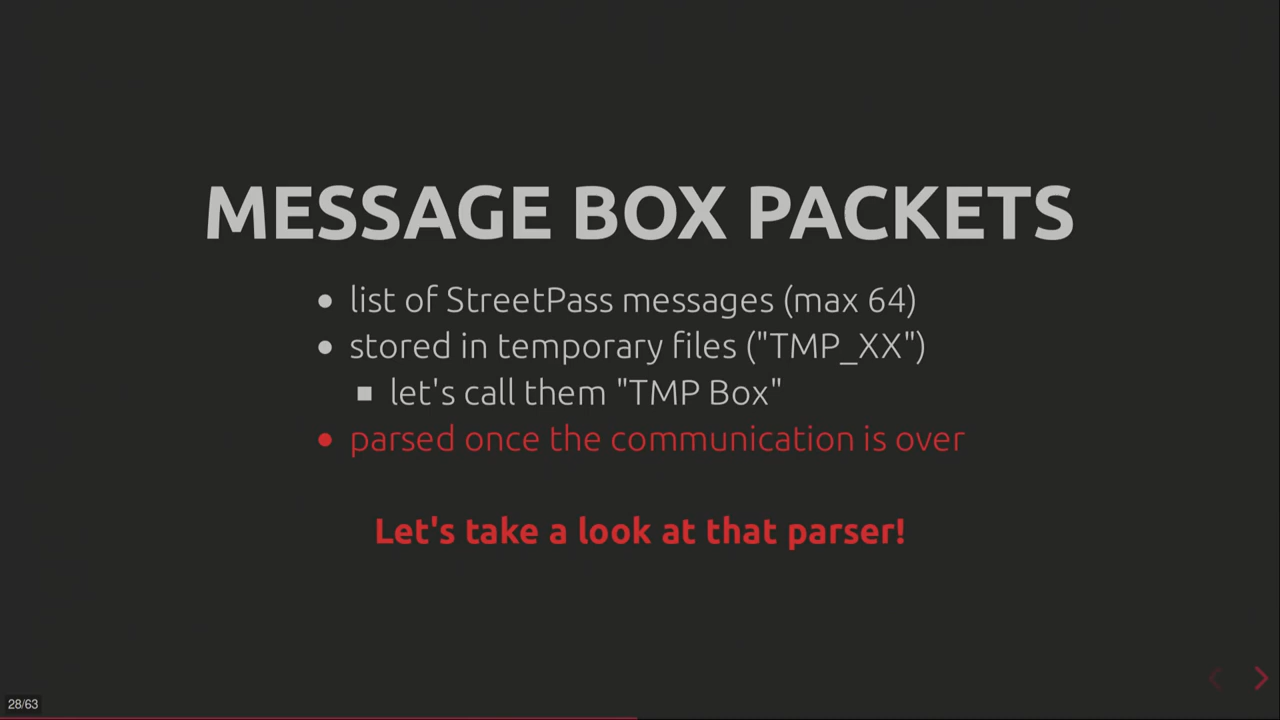 MESSAGE BOX PACKETS
list of StreetPass messages (max 64)
stored in temporary files ("TMP_XX")
let's call them "TMP Box"
parsed once the communication is over
Let's take a look at that parser!
28/63